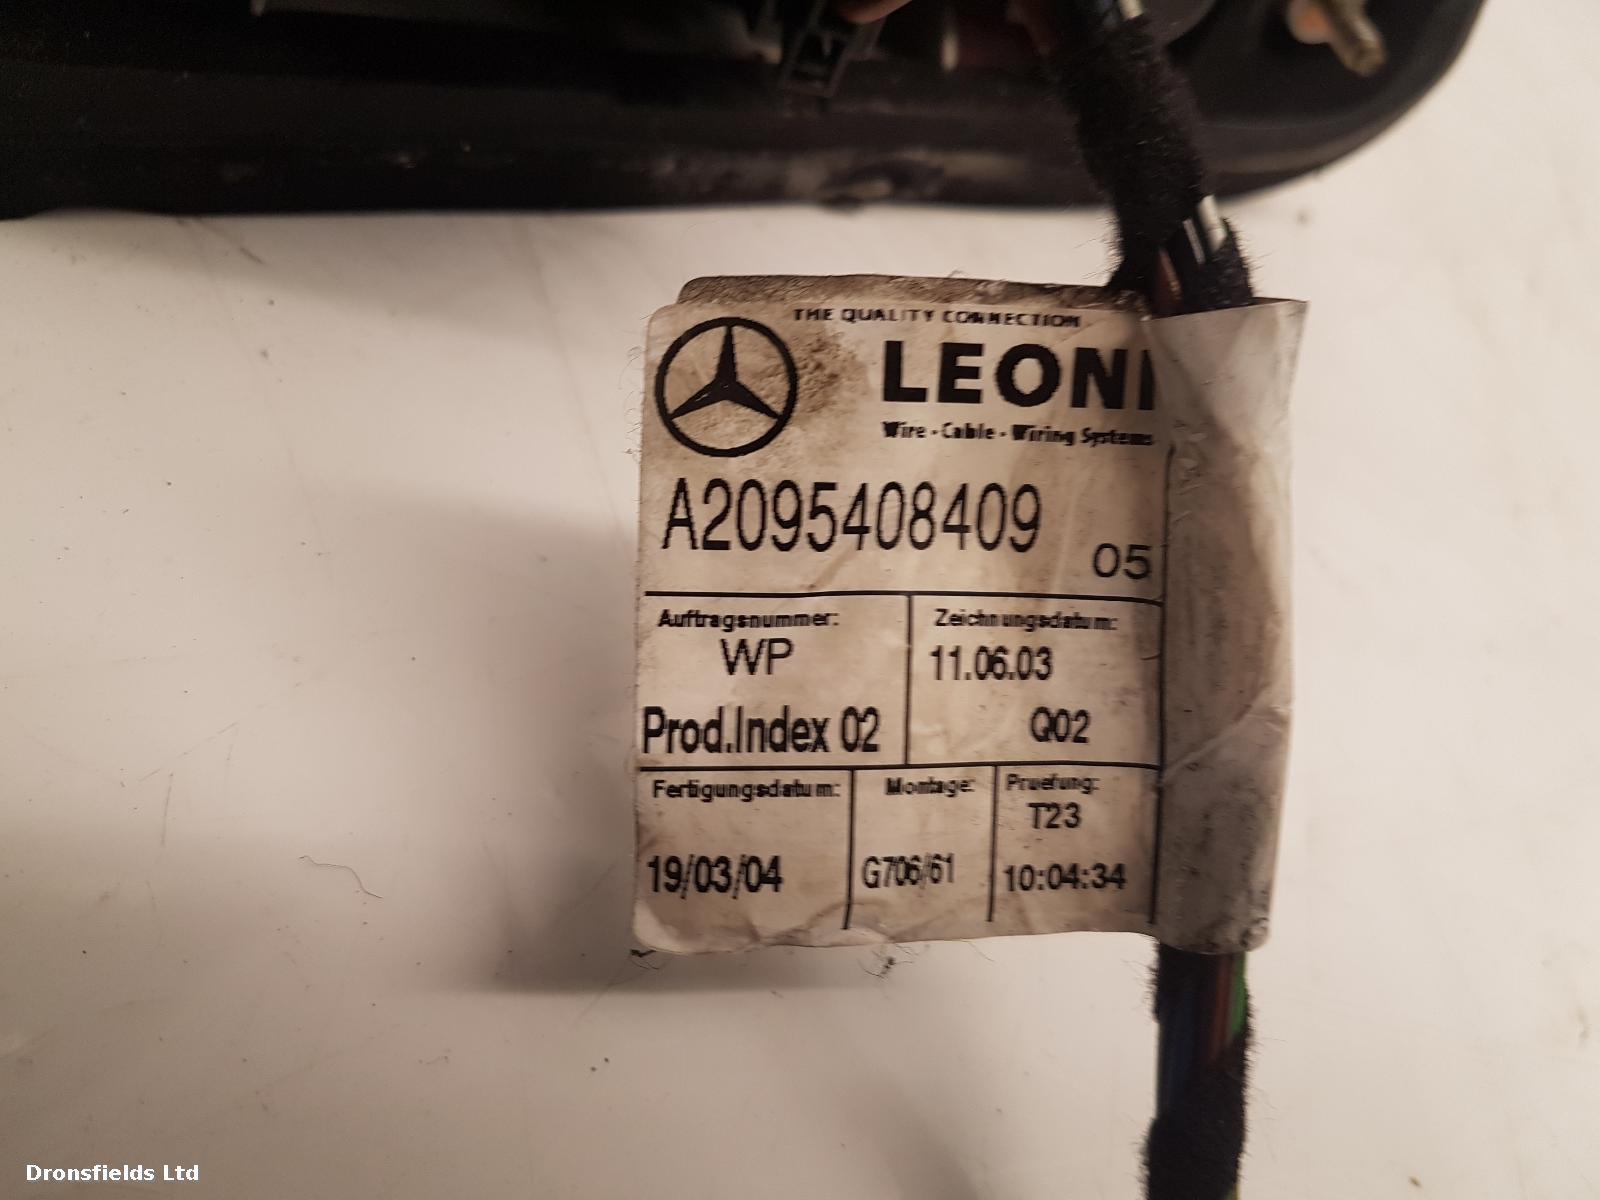 THE QUALITY CONNECTION
LEONI
Wire - Cable - Wiring Systems
A2095408409
05
Auftragsnummer:
WP
Prod.Index 02
Zeichnungsdatum:
11.06.03
Q02
Fertigungsdatum:
19/03/04
Montage:
G706/61
Pruefung:
T23
10:04:34
Dronsfields Ltd